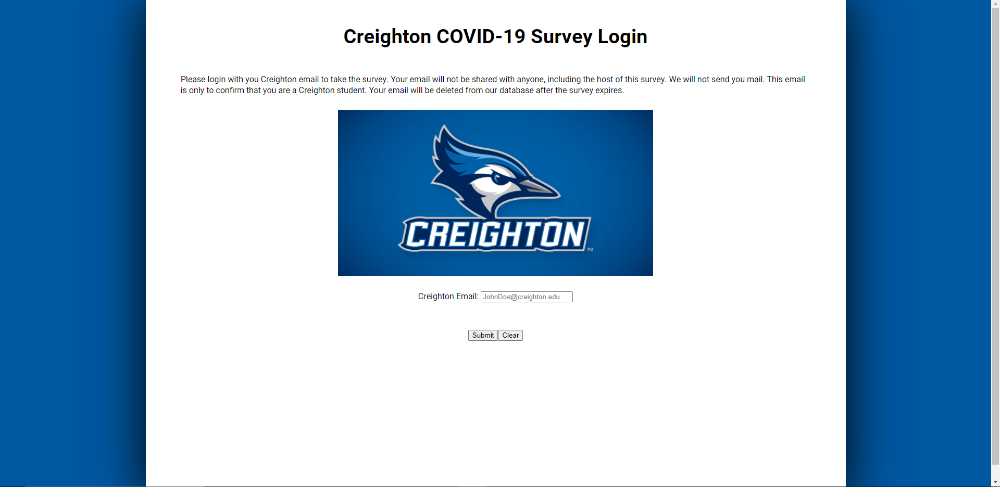 Creighton COVID-19 Survey Login
Please login with you Creighton email to take the survey. Your email will not be shared with anyone, including the host of this survey. We will not send you mail. This email
is only to confirm that you are a Creighton student. Your email will be deleted from our database after the survey expires.
CREIGHTON
TM
Creighton Email: JohnDoe@creighton.edu
Submit Clear